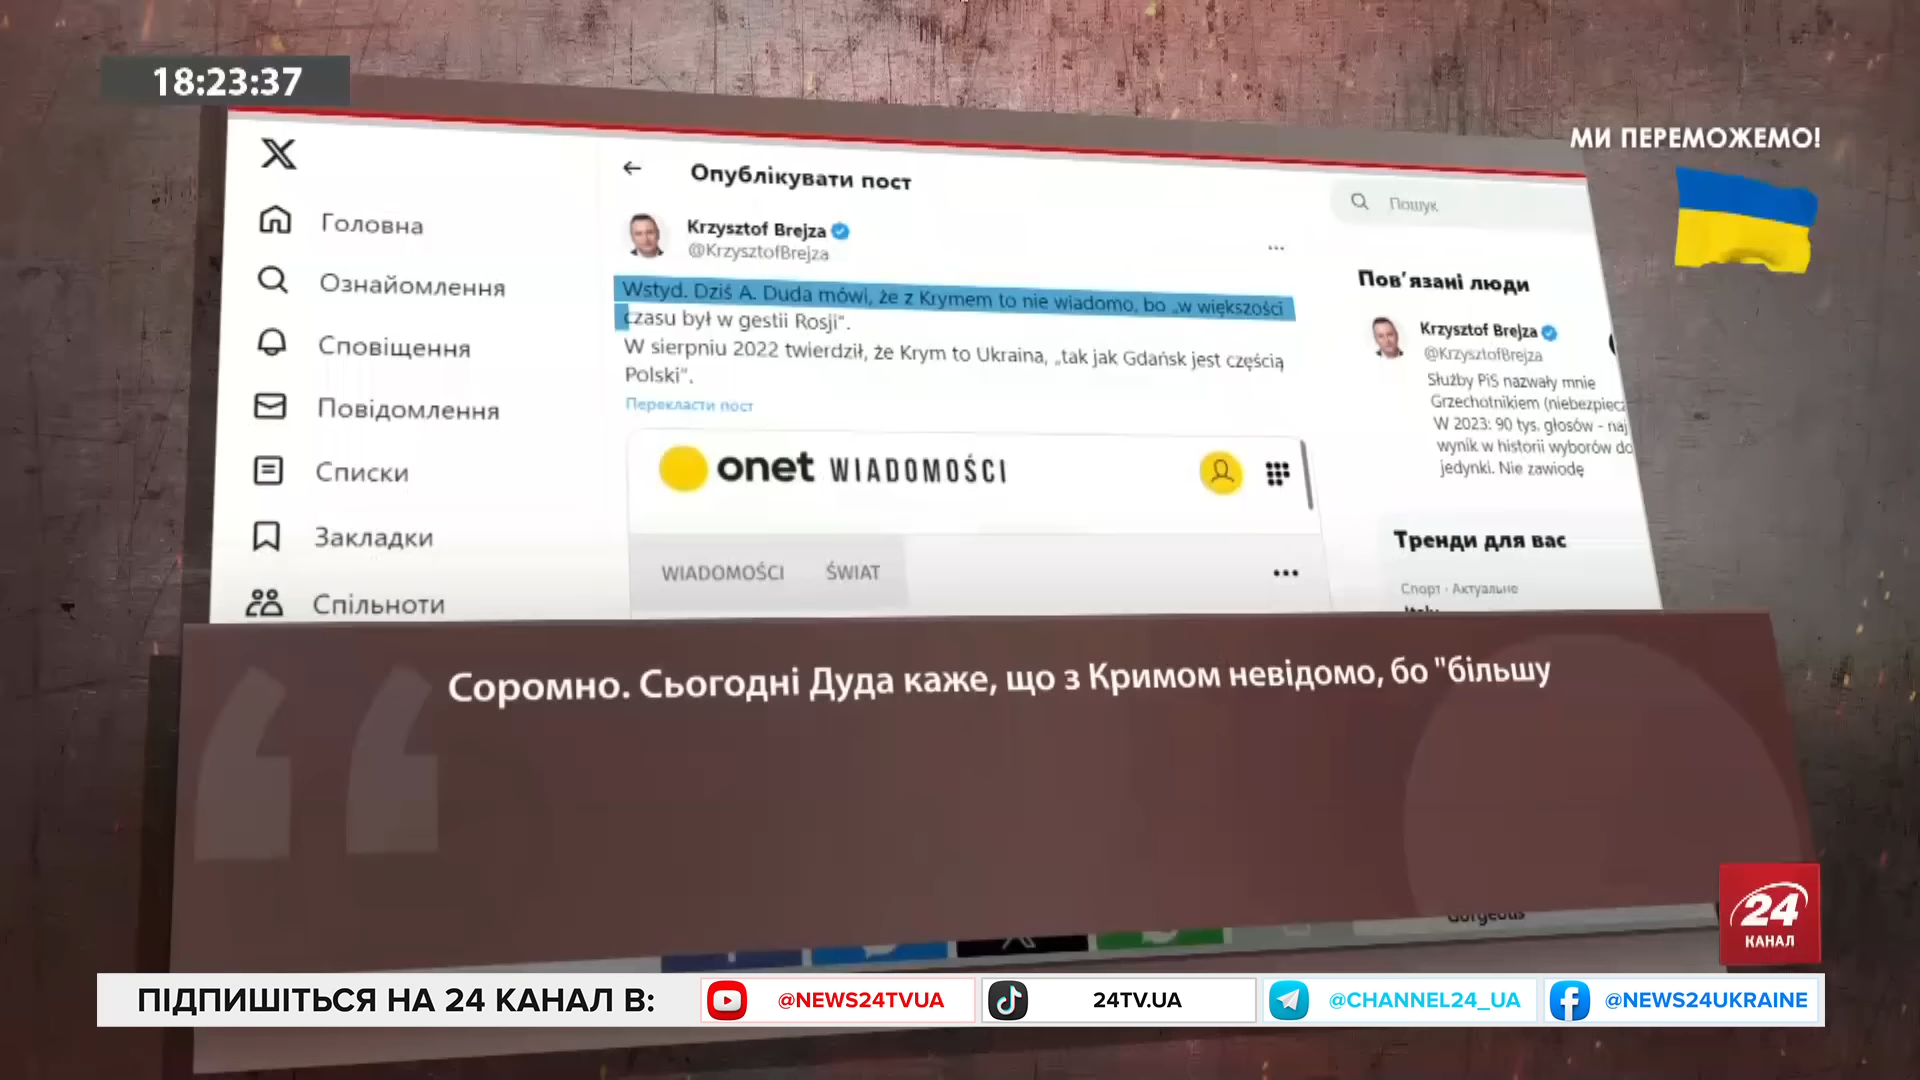 18:23:37
МИ ПЕРЕМОЖЕМО!
Опублікувати пост
Головна
Ознайомлення
Сповіщення
Повідомлення
Списки
Закладки
Спільноти
Krzysztof Brejza
@KrzysztofBrejza
Wstyd. Dziś A. Duda mówi, że z Krymem to nie wiadomo, bo „w większości
czasu był w gestii Rosji".
W sierpniu 2022 twierdził, że Krym to Ukraina, „tak jak Gdańsk jest częścią
Polski".
Перекласти пост
onet WIADOMOŚCI
WIADOMOŚCI ŚWIAT
Пошук
Пов’язані люди
Krzysztof Brejza
@KrzysztofBrejza
Służby PiS nazwały mnie
Grzechotnikiem (niebezpiecz
W 2023: 90 tys. głosów - naj
wynik w historii wyborów do
jedynki. Nie zawiodę
Тренди для вас
Спорт · Актуально
Соромно. Сьогодні Дуда каже, що з Кримом невідомо, бо "більшу
Gorgeous
24
КАНАЛ
ПІДПИШІТЬСЯ НА 24 КАНАЛ В:
@NEWS24TVUA
24TV.UA
@CHANNEL24_UA
@NEWS24UKRAINE